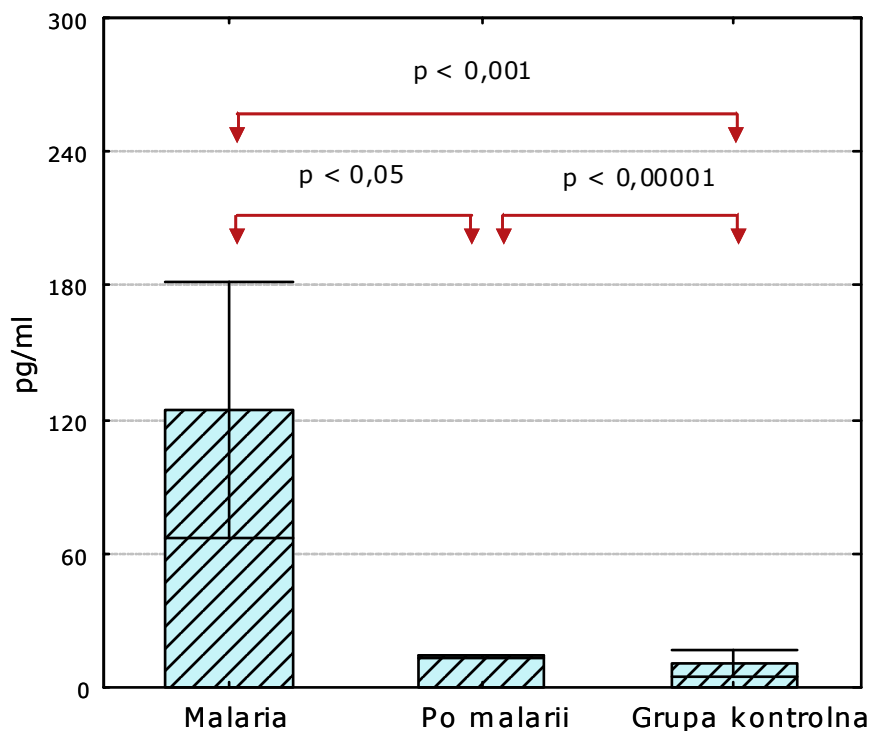 300
p < 0,001
240
p < 0,05
p < 0,00001
180
pg/ml
120
60
0
Malaria
Po malarii
Grupa kontrolna